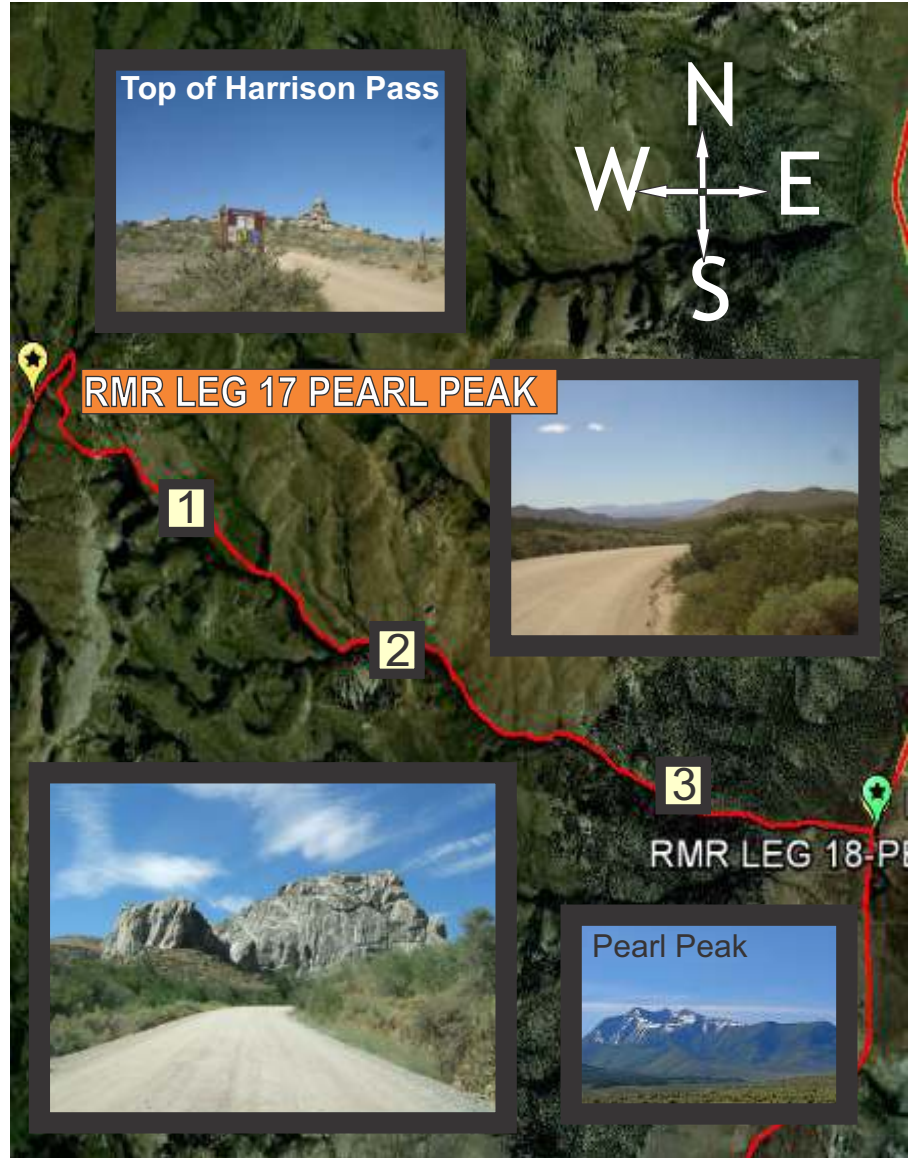 Top of Harrison Pass
N
W E
S
RMR LEG 17 PEARL PEAK
1
2
3
RMR LEG 18-PE
Pearl Peak